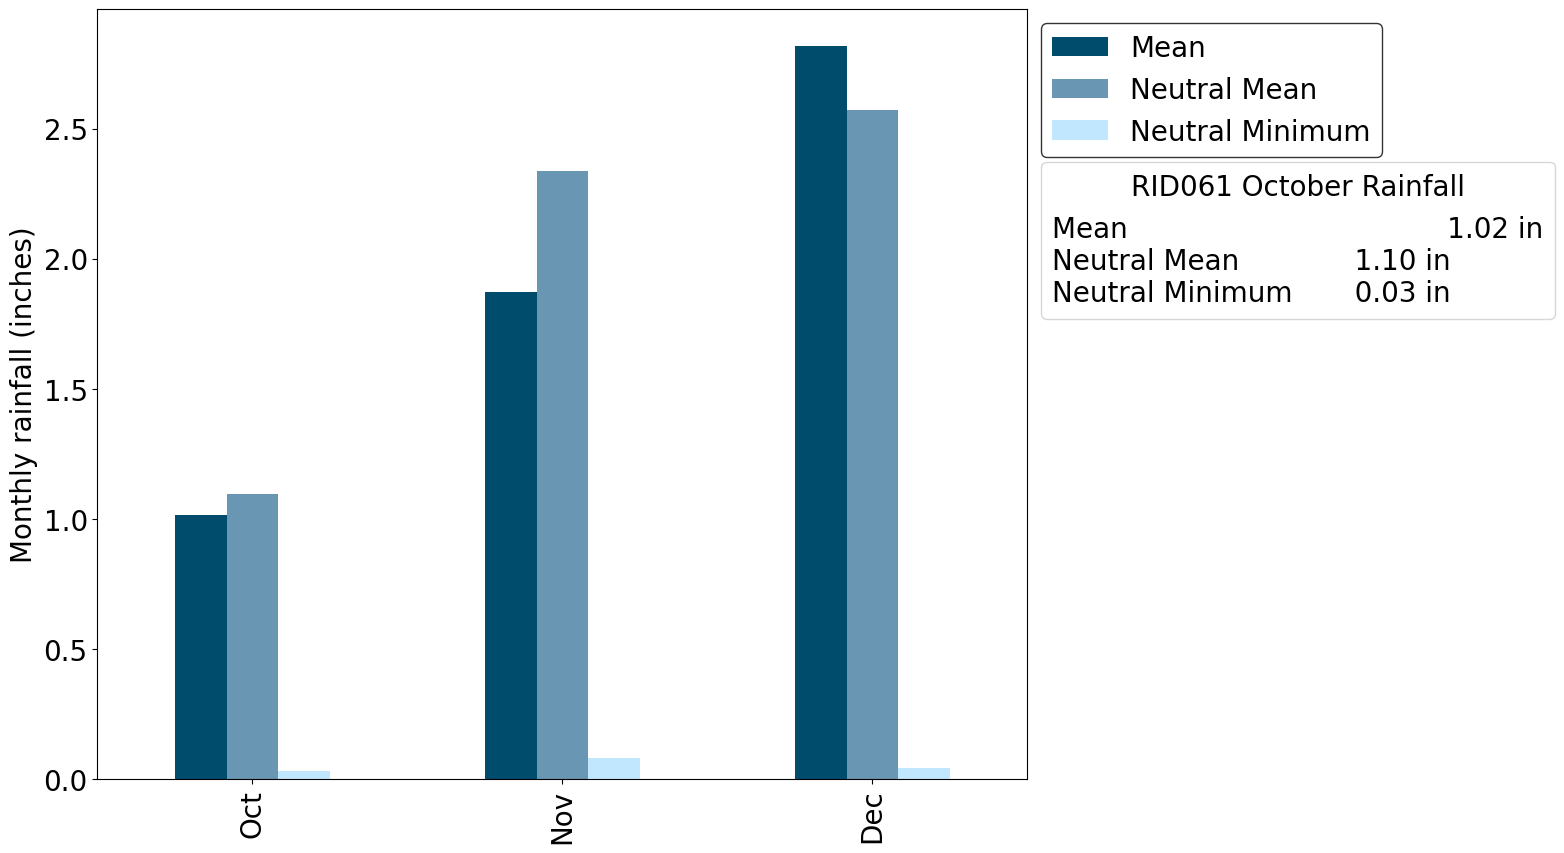 Monthly rainfall (inches)
2.5
2.0
1.5
1.0
0.5
0.0
Oct
Nov
Dec
Mean
Neutral Mean
Neutral Minimum
RID061 October Rainfall
Mean 1.02 in
Neutral Mean 1.10 in
Neutral Minimum 0.03 in